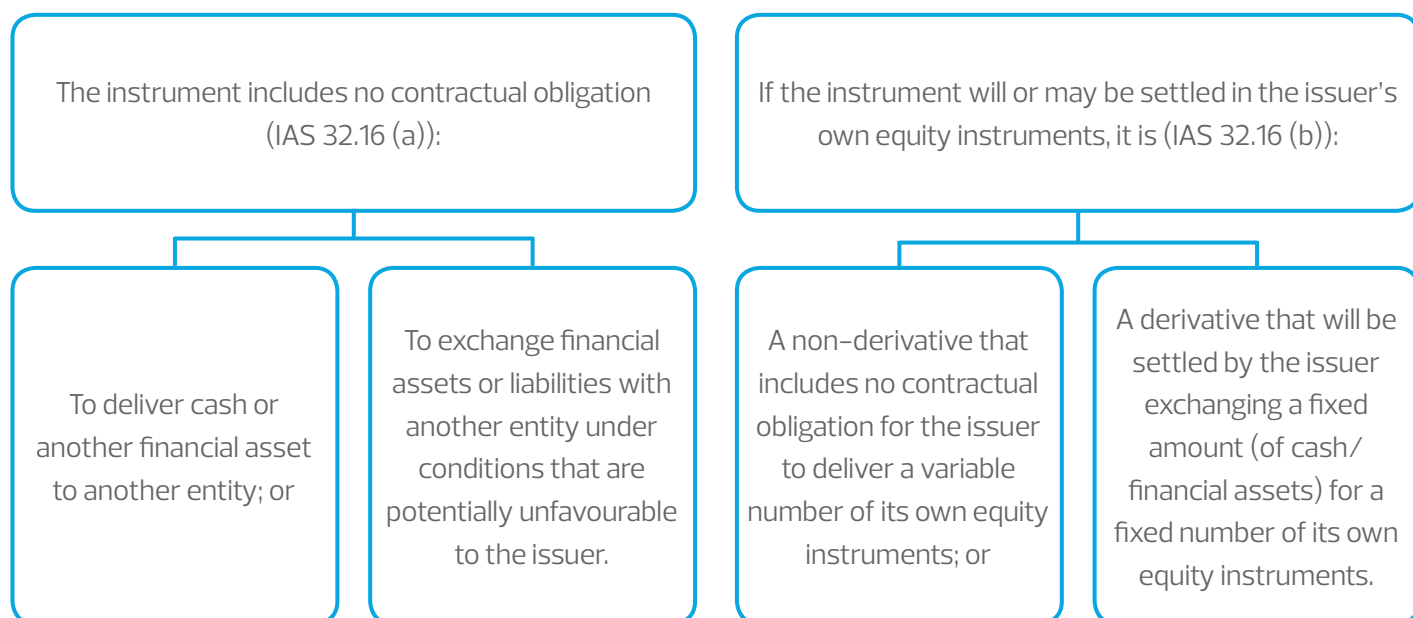 The instrument includes no contractual obligation
(IAS 32.16 (a)):
If the instrument will or may be settled in the issuer's
own equity instruments, it is (IAS 32.16 (b)):
To deliver cash or
another financial asset
to another entity; or
To exchange financial
assets or liabilities with
another entity under
conditions that are
potentially unfavourable
to the issuer.
A non-derivative that
includes no contractual
obligation for the issuer
to deliver a variable
number of its own equity
instruments; or
A derivative that will be
settled by the issuer
exchanging a fixed
amount (of cash/
financial assets) for a
fixed number of its own
equity instruments.